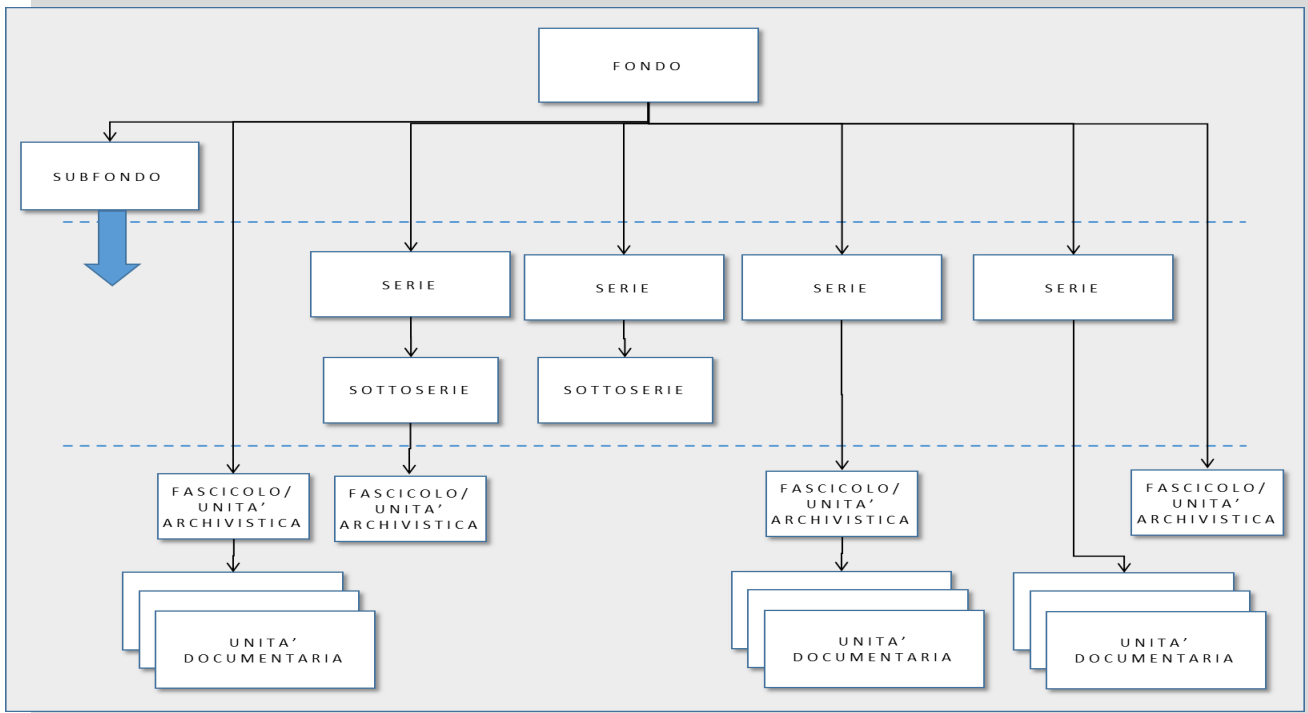 FONDO
SUBFONDO
SERIE
SERIE
SERIE
SERIE
SOTTOSERIE
SOTTOSERIE
FASCICOLO/
UNITA’
ARCHIVISTICA
FASCICOLO/
UNITA’
ARCHIVISTICA
FASCICOLO/
UNITA’
ARCHIVISTICA
FASCICOLO/
UNITA’
ARCHIVISTICA
UNITA’
DOCUMENTARIA
UNITA’
DOCUMENTARIA
UNITA’
DOCUMENTARIA